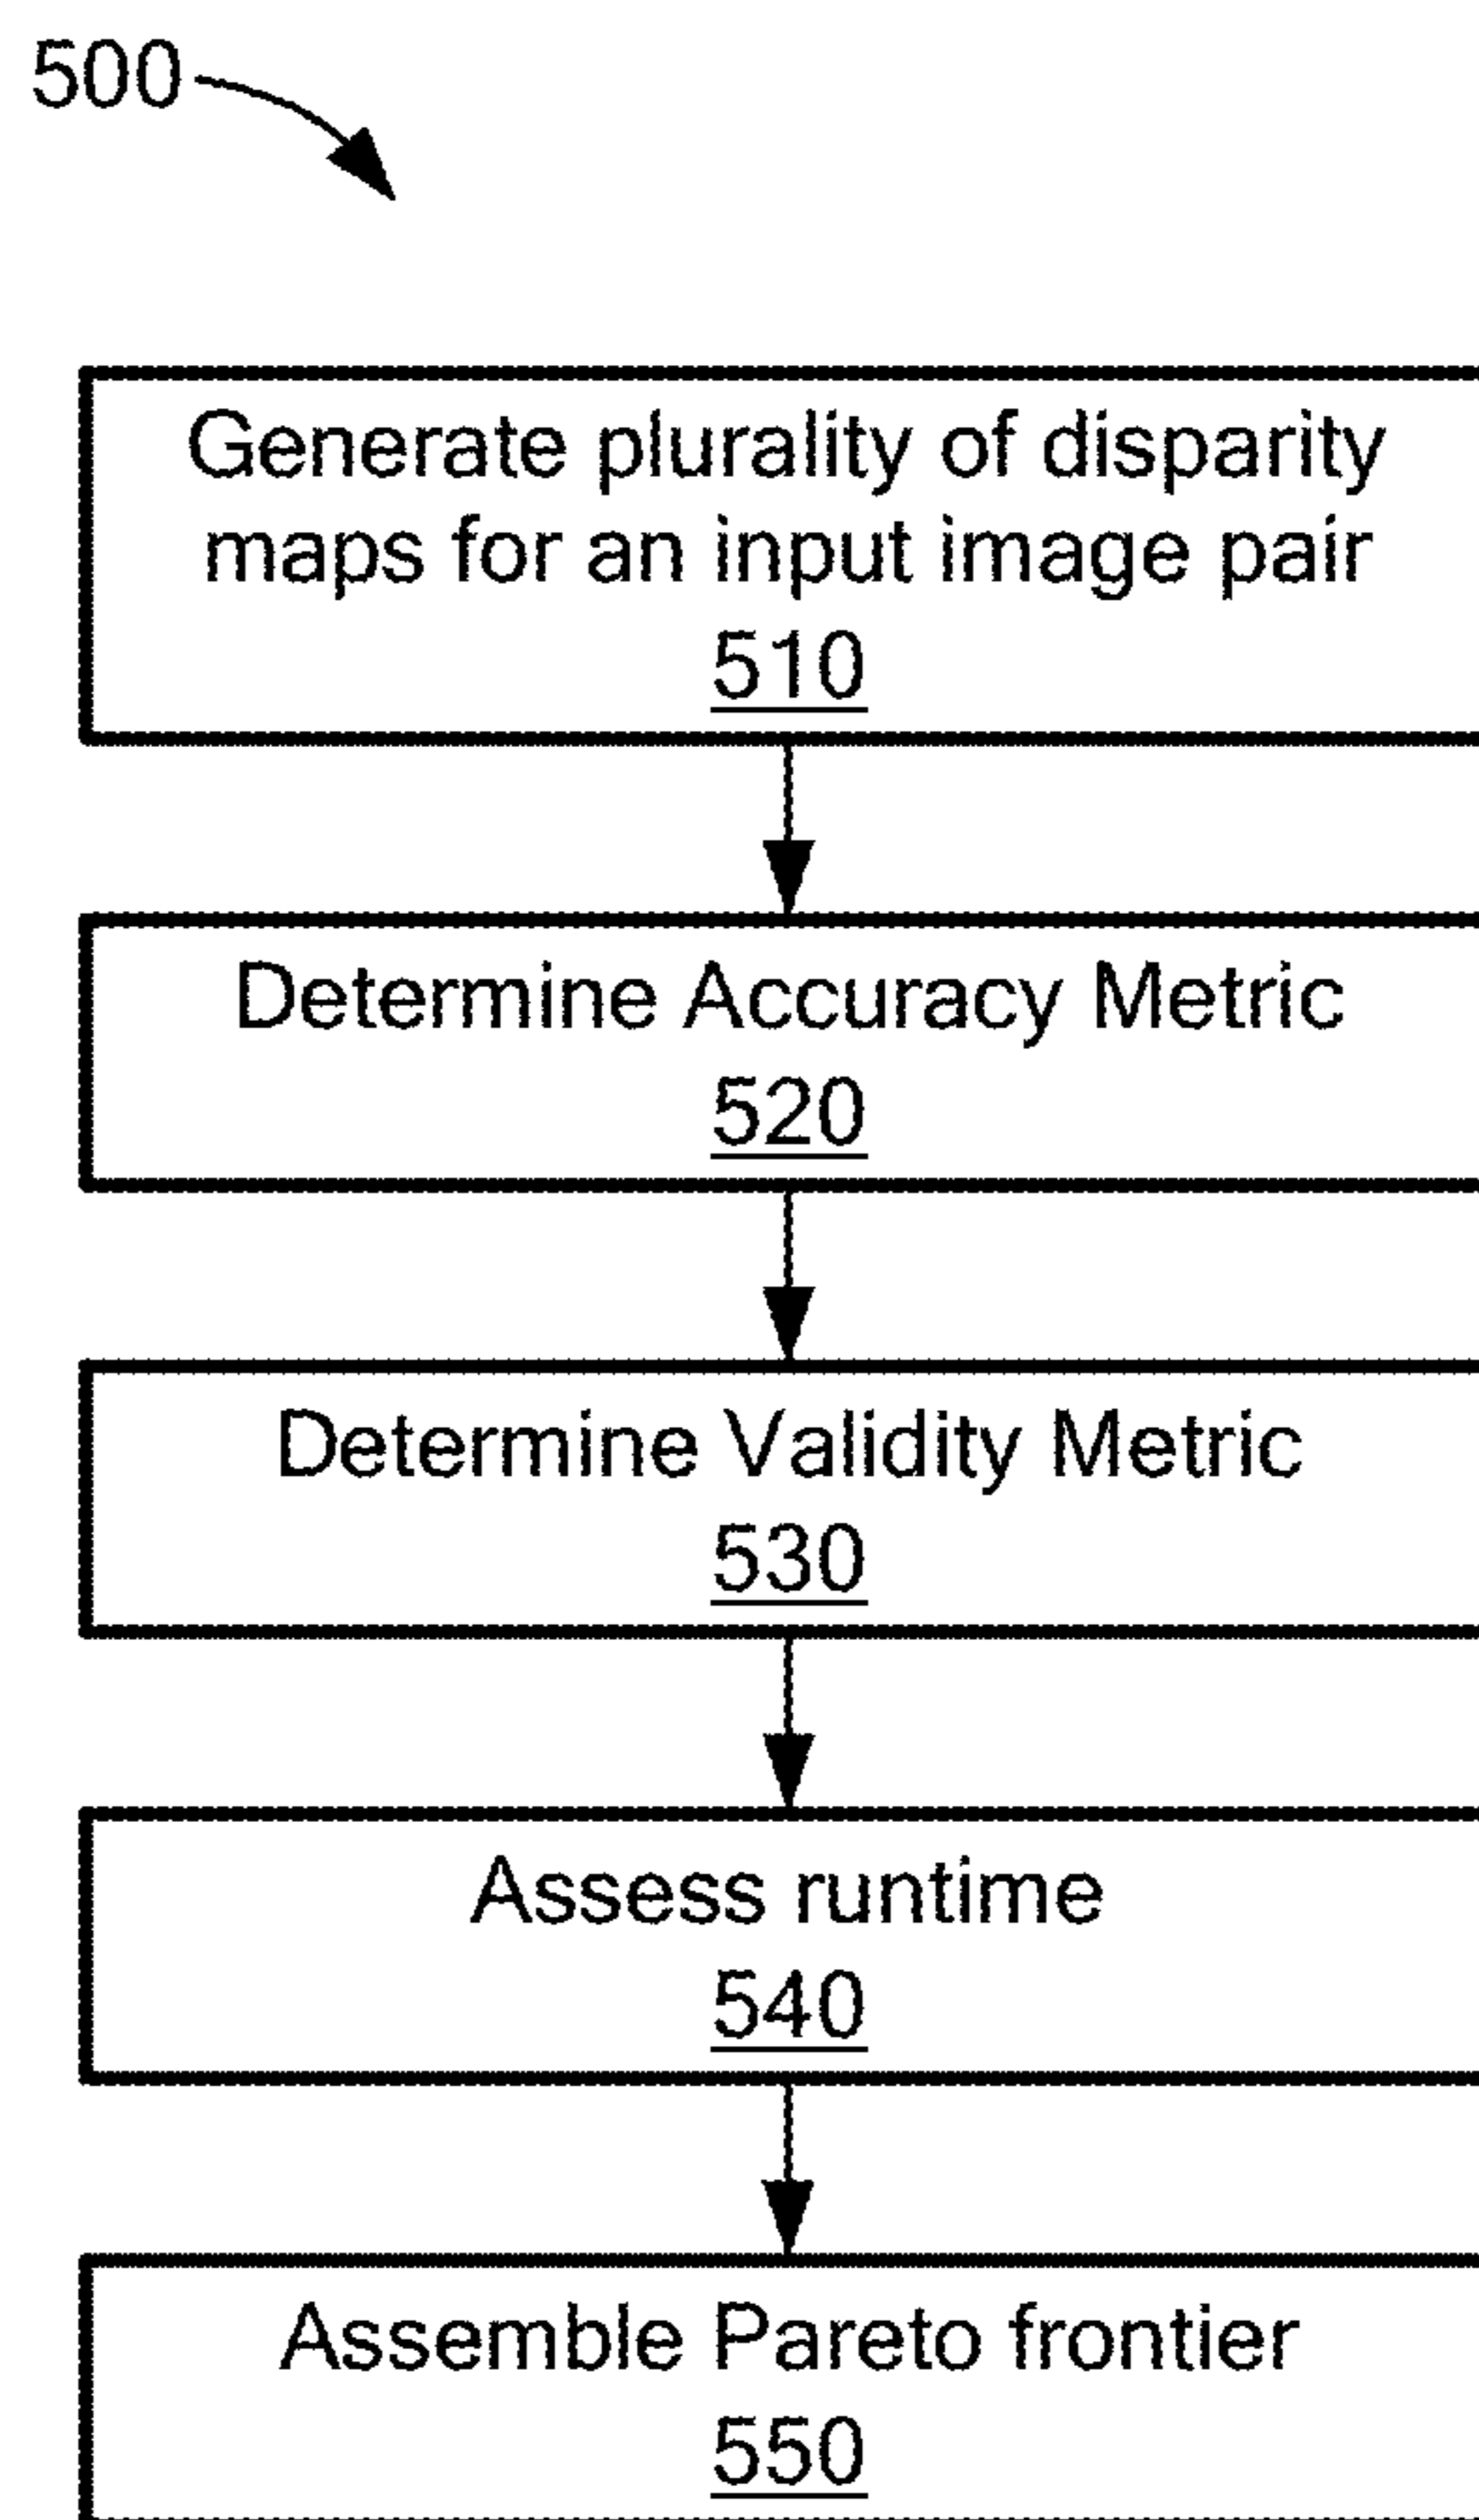 500
Generate plurality of disparity
maps for an input image pair
510
Determine Accuracy Metric
520
Determine Validity Metric
530
Assess runtime
540
Assemble Pareto frontier
550